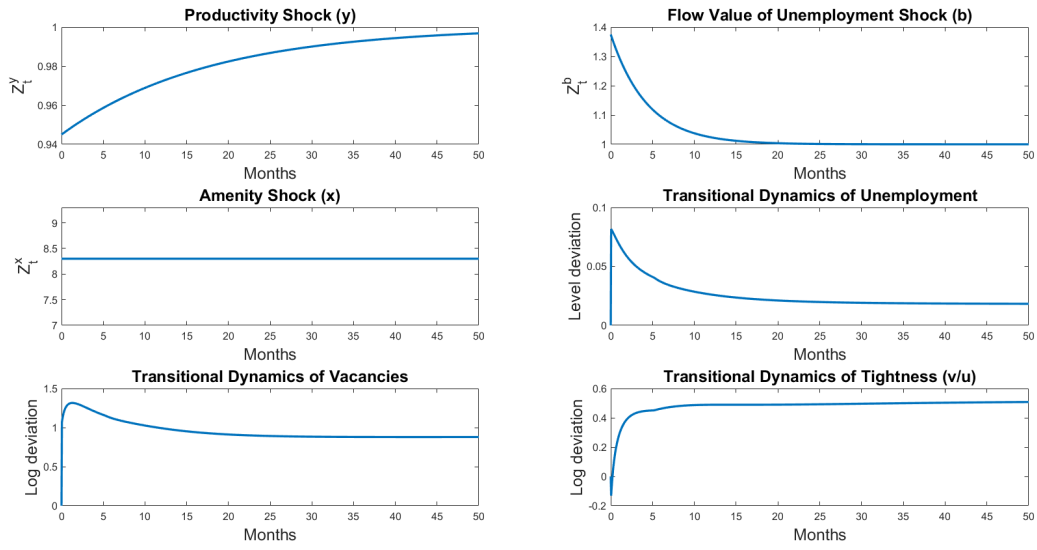 Productivity Shock (y)
Z_t^y
1
0.98
0.96
0.94
0 5 10 15 20 25 30 35 40 45 50
Months
Flow Value of Unemployment Shock (b)
Z_t^b
1.4
1.3
1.2
1.1
1
0 5 10 15 20 25 30 35 40 45 50
Months
Amenity Shock (x)
Z_t^x
9
8.5
8
7.5
7
0 5 10 15 20 25 30 35 40 45 50
Months
Transitional Dynamics of Unemployment
Level deviation
0.1
0.05
0
0 5 10 15 20 25 30 35 40 45 50
Months
Transitional Dynamics of Vacancies
Log deviation
1.5
1
0.5
0
0 5 10 15 20 25 30 35 40 45 50
Months
Transitional Dynamics of Tightness (v/u)
Log deviation
0.6
0.4
0.2
0
-0.2
0 5 10 15 20 25 30 35 40 45 50
Months